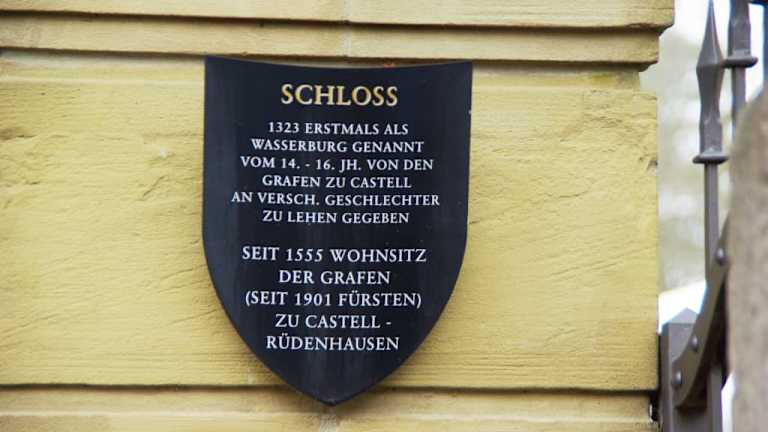 SCHLOSS
1323 ERSTMALS ALS
WASSERBURG GENANNT
VOM 14. - 16. JH. VON DEN
GRAFEN ZU CASTELL
AN VERSCH. GESCHLECHTER
ZU LEHEN GEGEBEN
SEIT 1555 WOHNSITZ
DER GRAFEN
(SEIT 1901 FÜRSTEN)
ZU CASTELL -
RÜDENHAUSEN